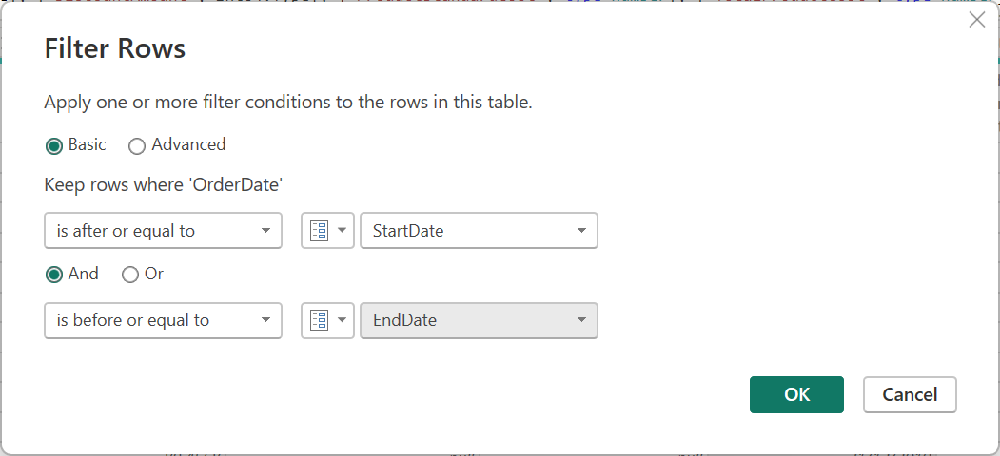 Filter Rows
Apply one or more filter conditions to the rows in this table.
Basic Advanced
Keep rows where 'OrderDate'
is after or equal to StartDate
And Or
is before or equal to EndDate
OK Cancel